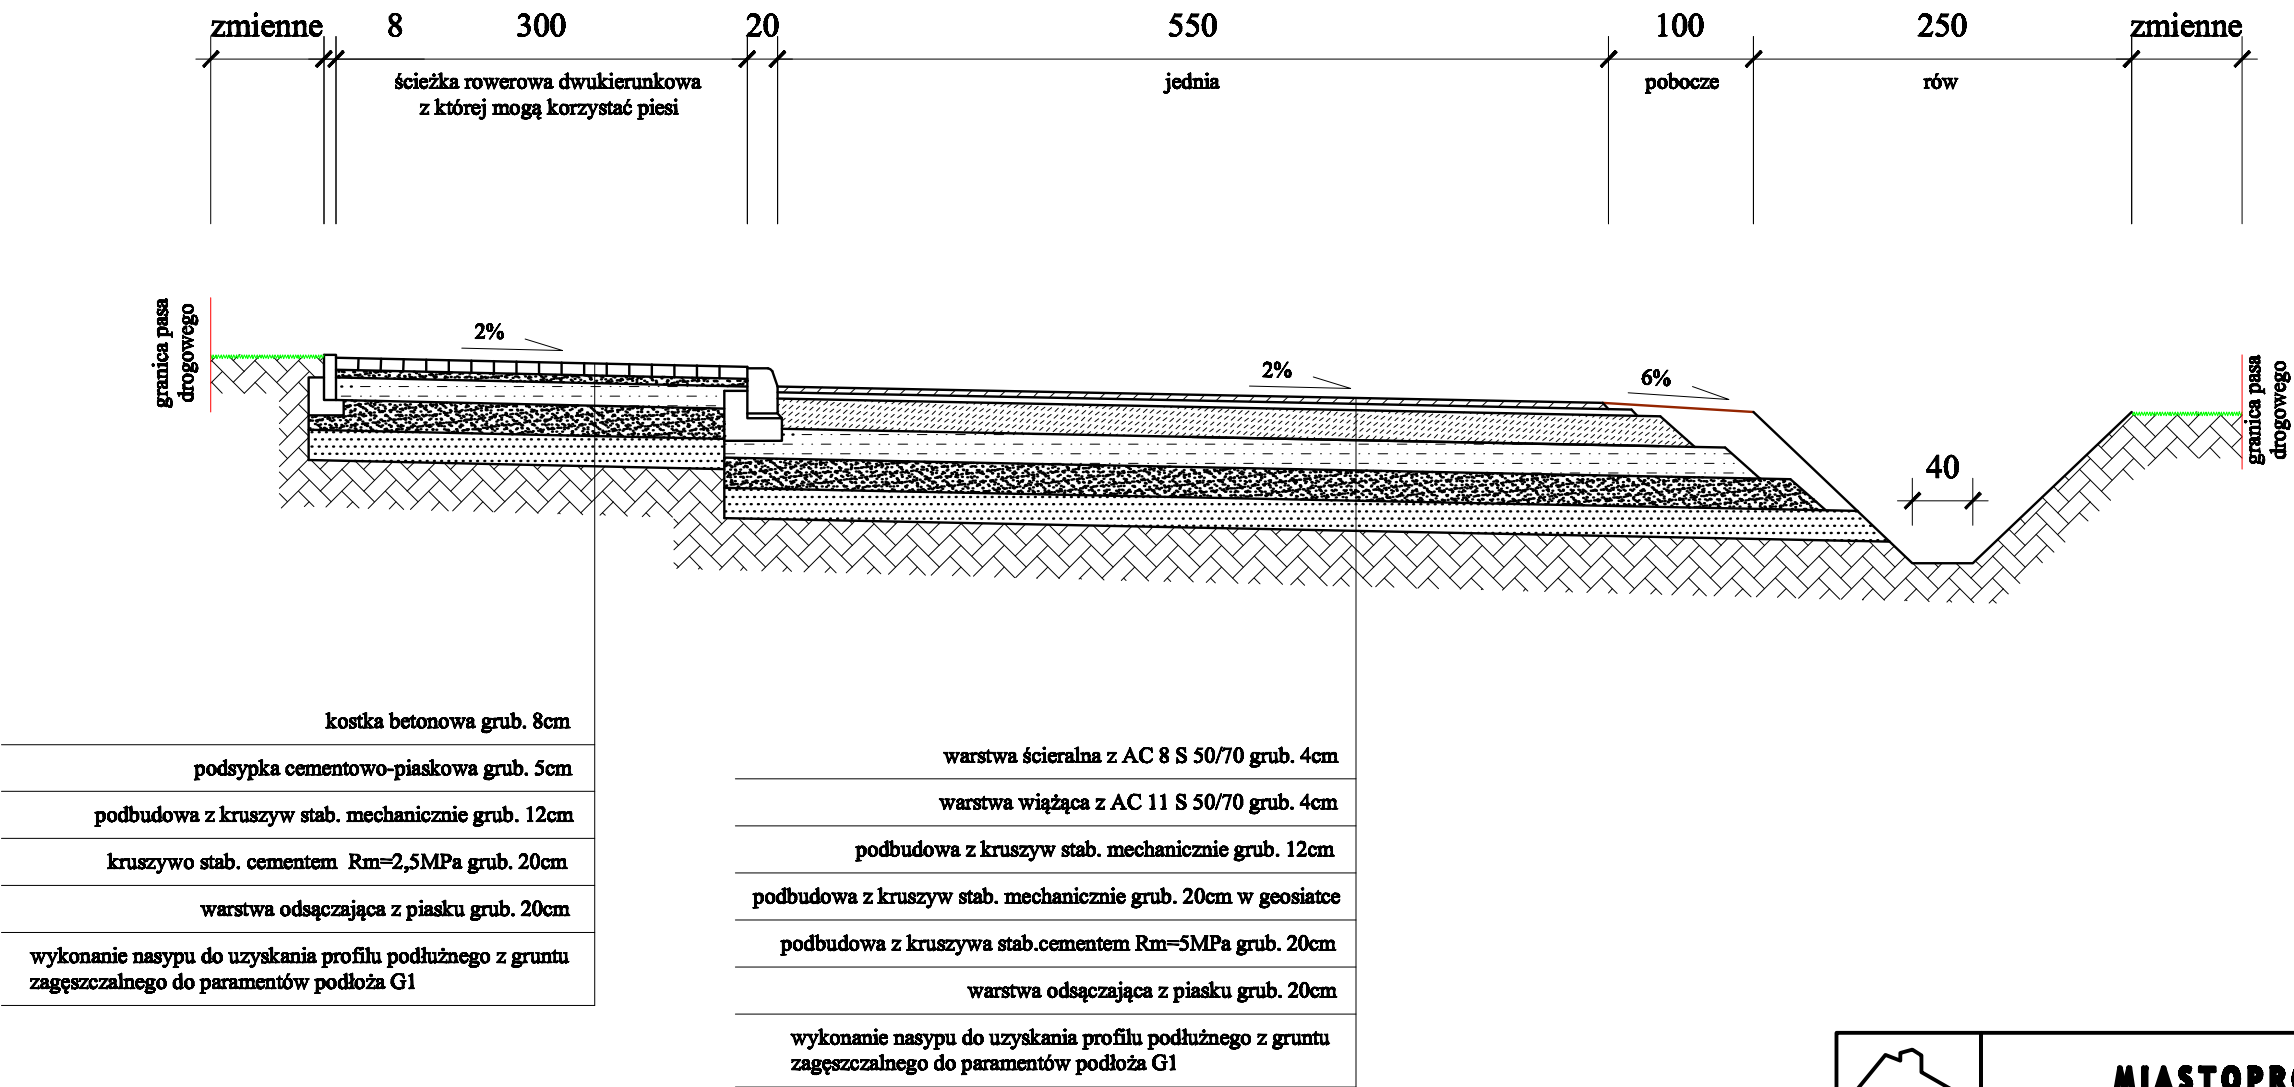 zmienne 8 300 20 550 100 250 zmienne
ścieżka rowerowa dwukierunkowa
z której mogą korzystać piesi
jednia
pobocze
rów
granica pasa
drogowego
2%
2%
6%
40
granica pasa
drogowego
kostka betonowa grub. 8cm
podsypka cementowo-piaskowa grub. 5cm
podbudowa z kruszyw stab. mechanicznie grub. 12cm
kruszywo stab. cementem Rm=2,5MPa grub. 20cm
warstwa odsączająca z piasku grub. 20cm
wykonanie nasypu do uzyskania profilu podłużnego z gruntu
zagęszczalnego do paramentów podłoża G1
warstwa ścieralna z AC 8 S 50/70 grub. 4cm
warstwa wiążąca z AC 11 S 50/70 grub. 4cm
podbudowa z kruszyw stab. mechanicznie grub. 12cm
podbudowa z kruszyw stab. mechanicznie grub. 20cm w geosiatce
podbudowa z kruszywa stab.cementem Rm=5MPa grub. 20cm
warstwa odsączająca z piasku grub. 20cm
wykonanie nasypu do uzyskania profilu podłużnego z gruntu
zagęszczalnego do paramentów podłoża G1